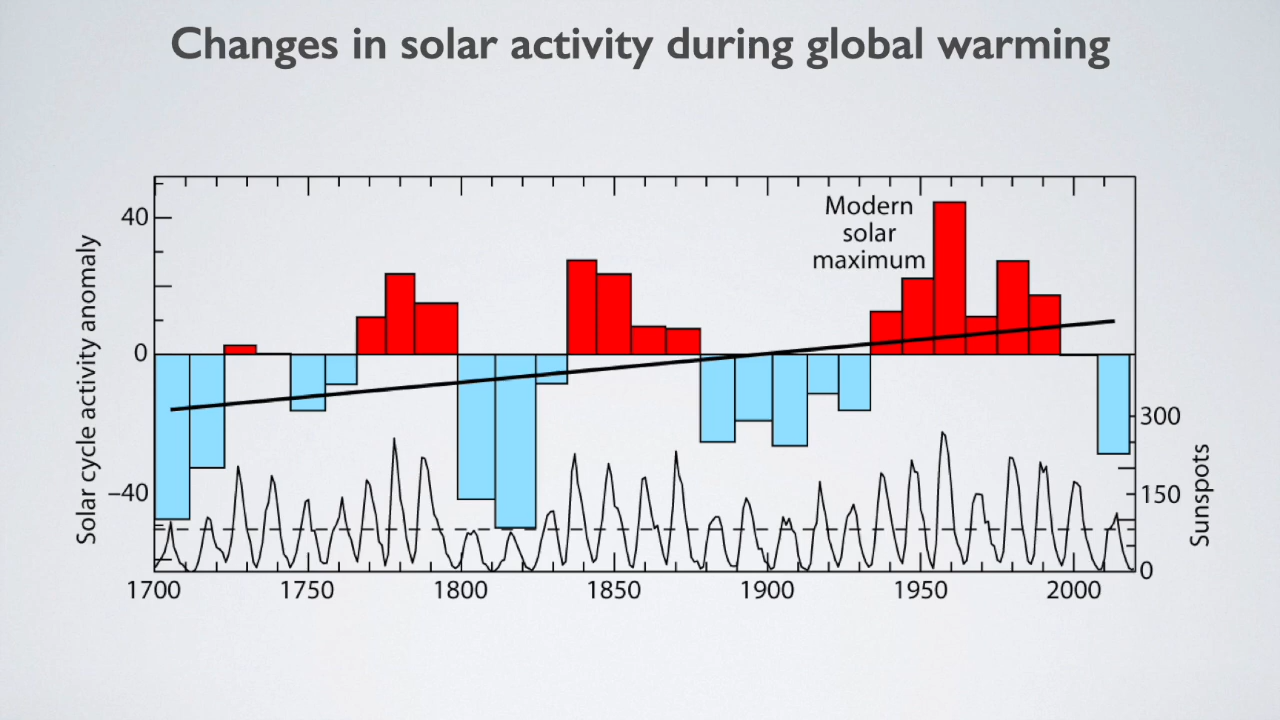 Changes in solar activity during global warming
Modern
solar
maximum
Solar cycle activity anomaly
40
0
−40
300
150
0
Sunspots
1700 1750 1800 1850 1900 1950 2000